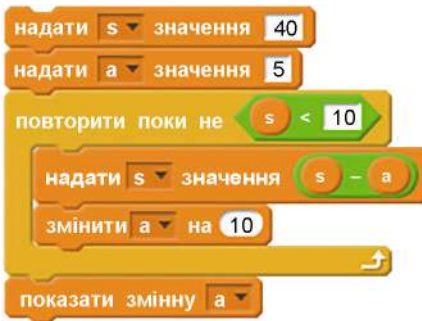 надати s значення 40
надати a значення 5
повторити поки не s < 10
надати s значення s - a
змінити a на 10
показати змінну a